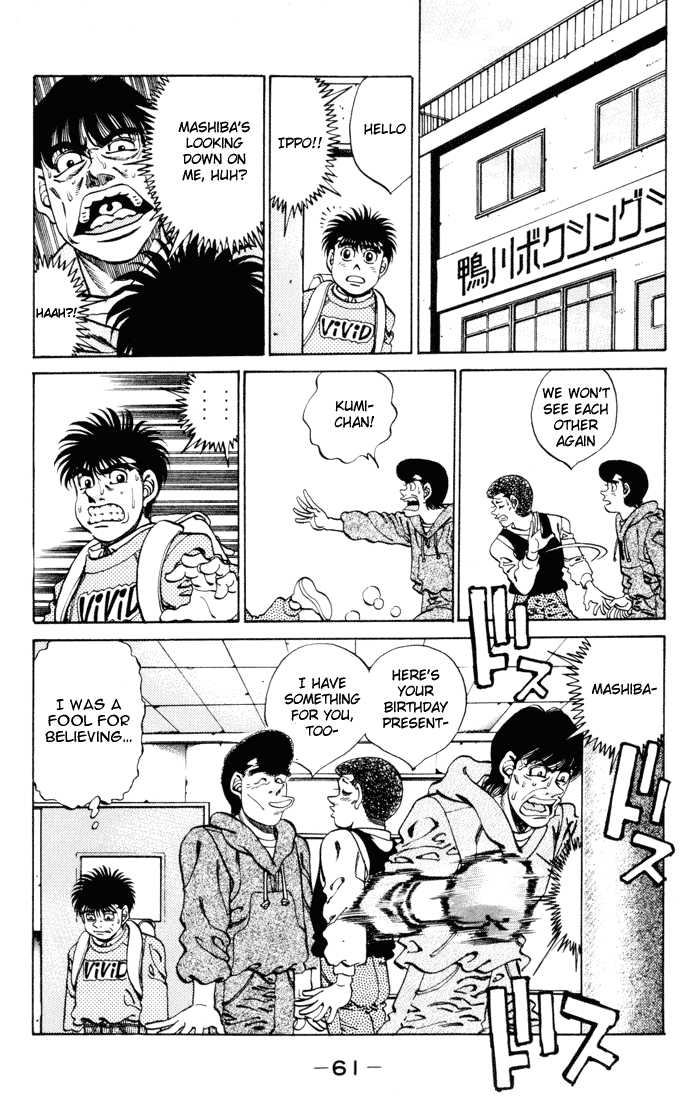 鴨川ボクシングジ
HELLO
IPPO!!
ViViD
MASHIBA'S
LOOKING
DOWN ON
ME, HUH?
HAAH?!
WE WON'T
SEE EACH
OTHER
AGAIN
KUMI-
CHAN!
......
ViViD
MASHIBA-
ドス
ドドス
HERE'S
YOUR
BIRTHDAY
PRESENT-
I HAVE
SOMETHING
FOR YOU,
TOO-
I WAS A
FOOL FOR
BELIEVING...
ViViD
ドドス
-61-